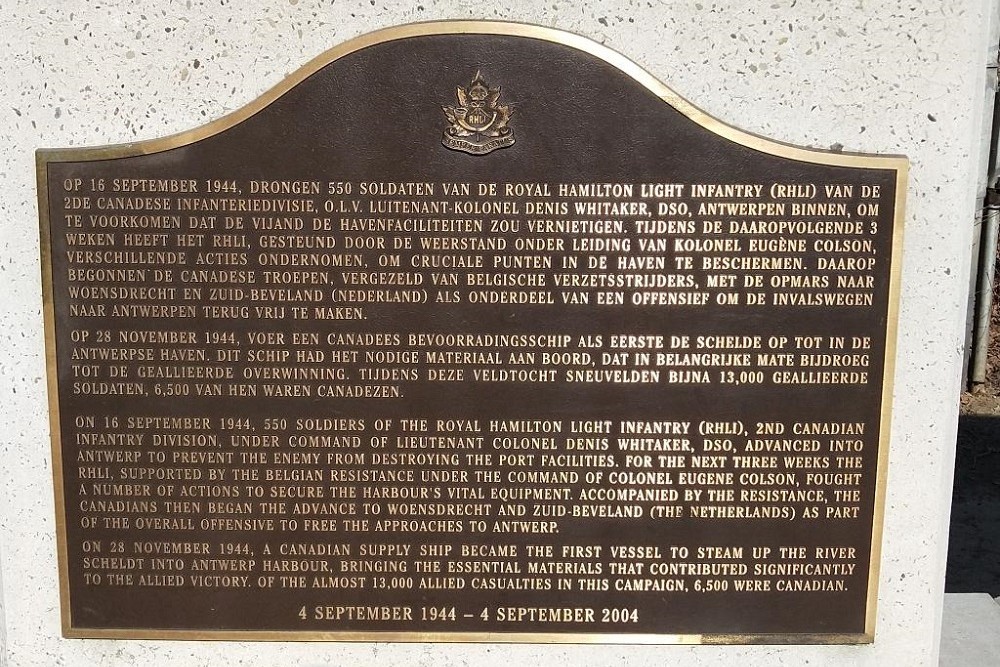 RHLI
SEMPER PARATUS
OP 16 SEPTEMBER 1944, DRONGEN 550 SOLDATEN VAN DE ROYAL HAMILTON LIGHT INFANTRY (RHLI) VAN DE
2DE CANADESE INFANTERIEDIVISIE, O.L.V. LUITENANT-KOLONEL DENIS WHITAKER, DSO, ANTWERPEN BINNEN, OM
TE VOORKOMEN DAT DE VIJAND DE HAVENFACILITEITEN ZOU VERNIETIGEN. TIJDENS DE DAAROPVOLGENDE 3
WEKEN HEEFT HET RHLI, GESTEUND DOOR DE WEERSTAND ONDER LEIDING VAN KOLONEL EUGÈNE COLSON,
VERSCHILLENDE ACTIES ONDERNOMEN, OM CRUCIALE PUNTEN IN DE HAVEN TE BESCHERMEN. DAAROP
BEGONNEN DE CANADESE TROEPEN, VERGEZELD VAN BELGISCHE VERZETSSTRIJDERS, MET DE OPMARS NAAR
WOENSDRECHT EN ZUID-BEVELAND (NEDERLAND) ALS ONDERDEEL VAN EEN OFFENSIEF OM DE INVALSWEGEN
NAAR ANTWERPEN TERUG VRIJ TE MAKEN.
OP 28 NOVEMBER 1944, VOER EEN CANADEES BEVOORRADINGSSCHIP ALS EERSTE DE SCHELDE OP TOT IN DE
ANTWERPSE HAVEN. DIT SCHIP HAD HET NODIGE MATERIAAL AAN BOORD, DAT IN BELANGRIJKE MATE BIJDROEG
TOT DE GEALLIEERDE OVERWINNING. TIJDENS DEZE VELDTOCHT SNEUVELDEN BIJNA 13,000 GEALLIEERDE
SOLDATEN, 6,500 VAN HEN WAREN CANADEZEN.
ON 16 SEPTEMBER 1944, 550 SOLDIERS OF THE ROYAL HAMILTON LIGHT INFANTRY (RHLI), 2ND CANADIAN
INFANTRY DIVISION, UNDER COMMAND OF LIEUTENANT COLONEL DENIS WHITAKER, DSO, ADVANCED INTO
ANTWERP TO PREVENT THE ENEMY FROM DESTROYING THE PORT FACILITIES. FOR THE NEXT THREE WEEKS THE
RHLI, SUPPORTED BY THE BELGIAN RESISTANCE UNDER THE COMMAND OF COLONEL EUGENE COLSON, FOUGHT
A NUMBER OF ACTIONS TO SECURE THE HARBOUR'S VITAL EQUIPMENT. ACCOMPANIED BY THE RESISTANCE, THE
CANADIANS THEN BEGAN THE ADVANCE TO WOENSDRECHT AND ZUID-BEVELAND (THE NETHERLANDS) AS PART
OF THE OVERALL OFFENSIVE TO FREE THE APPROACHES TO ANTWERP.
ON 28 NOVEMBER 1944, A CANADIAN SUPPLY SHIP BECAME THE FIRST VESSEL TO STEAM UP THE RIVER
SCHELDT INTO ANTWERP HARBOUR, BRINGING THE ESSENTIAL MATERIALS THAT CONTRIBUTED SIGNIFICANTLY
TO THE ALLIED VICTORY. OF THE ALMOST 13,000 ALLIED CASUALTIES IN THIS CAMPAIGN, 6,500 WERE CANADIAN.
4 SEPTEMBER 1944 – 4 SEPTEMBER 2004